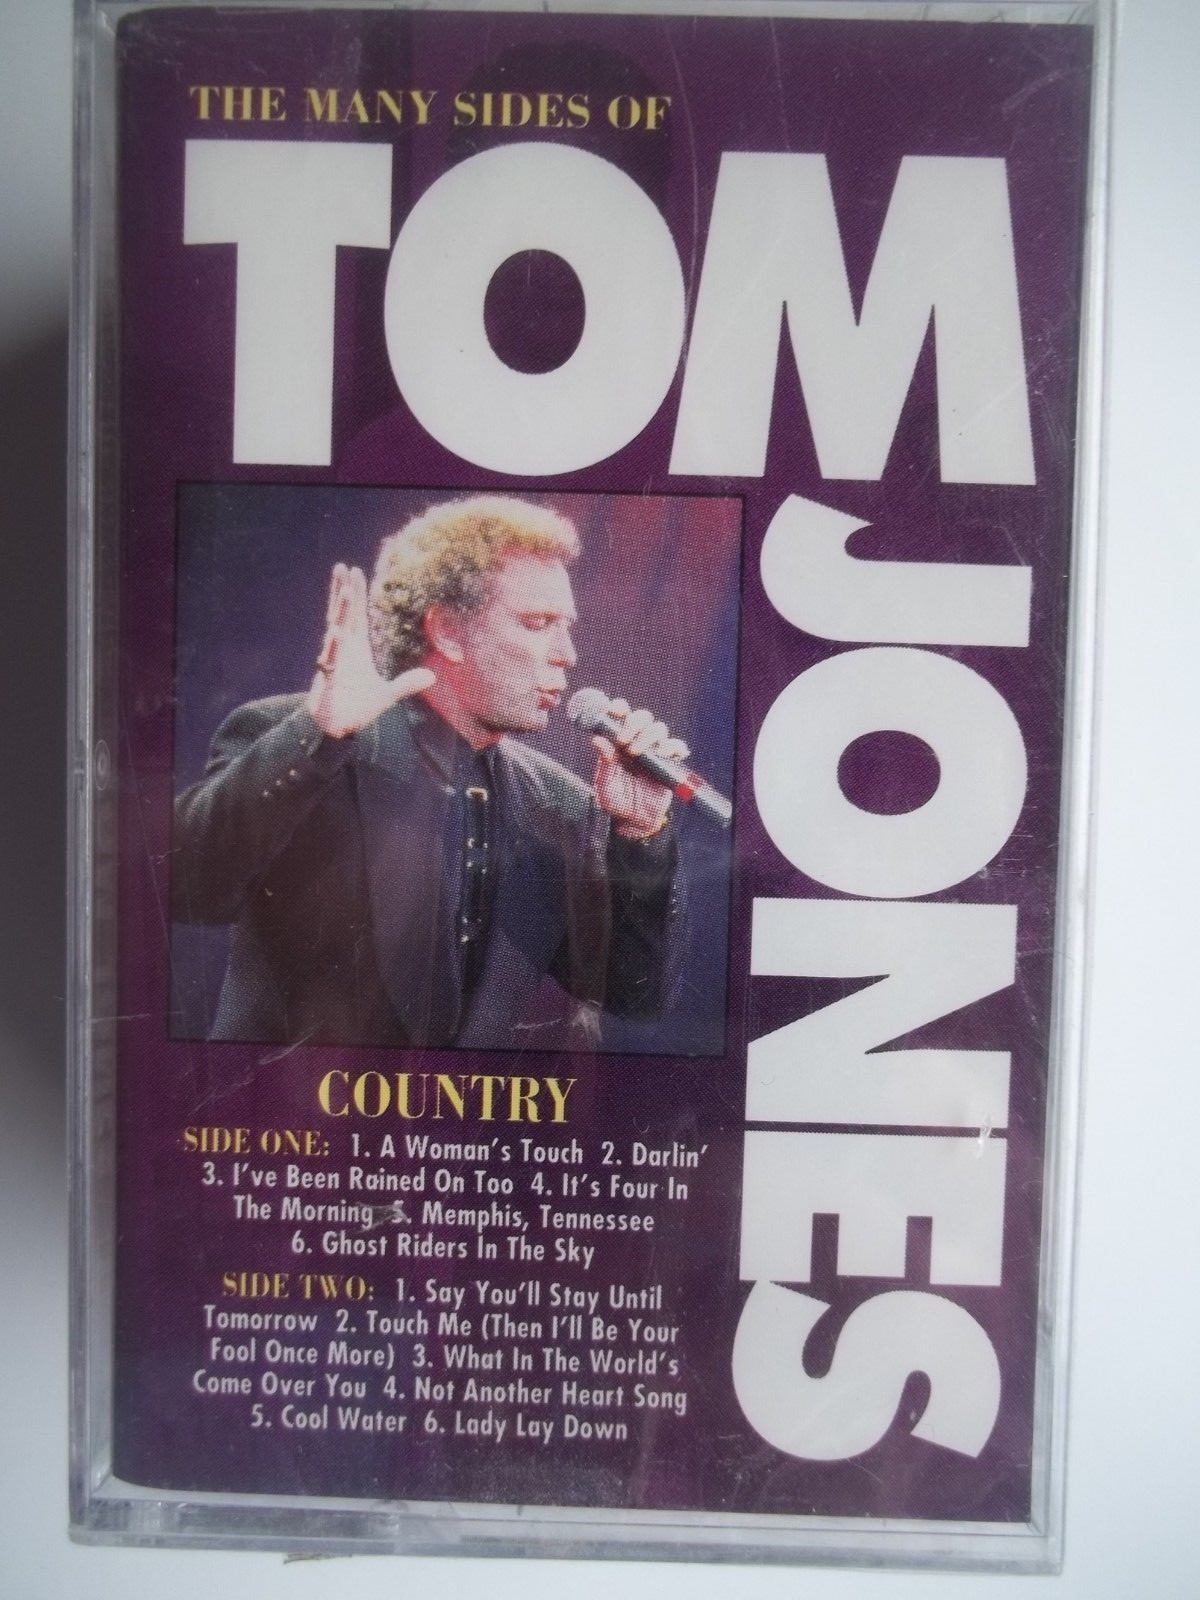 THE MANY SIDES OF
TOM
JONES
COUNTRY
SIDE ONE: 1. A Woman's Touch 2. Darlin'
3. I've Been Rained On Too 4. It's Four In
The Morning 5. Memphis, Tennessee
6. Ghost Riders In The Sky
SIDE TWO: 1. Say You'll Stay Until
Tomorrow 2. Touch Me (Then I'll Be Your
Fool Once More) 3. What In The World's
Come Over You 4. Not Another Heart Song
5. Cool Water 6. Lady Lay Down